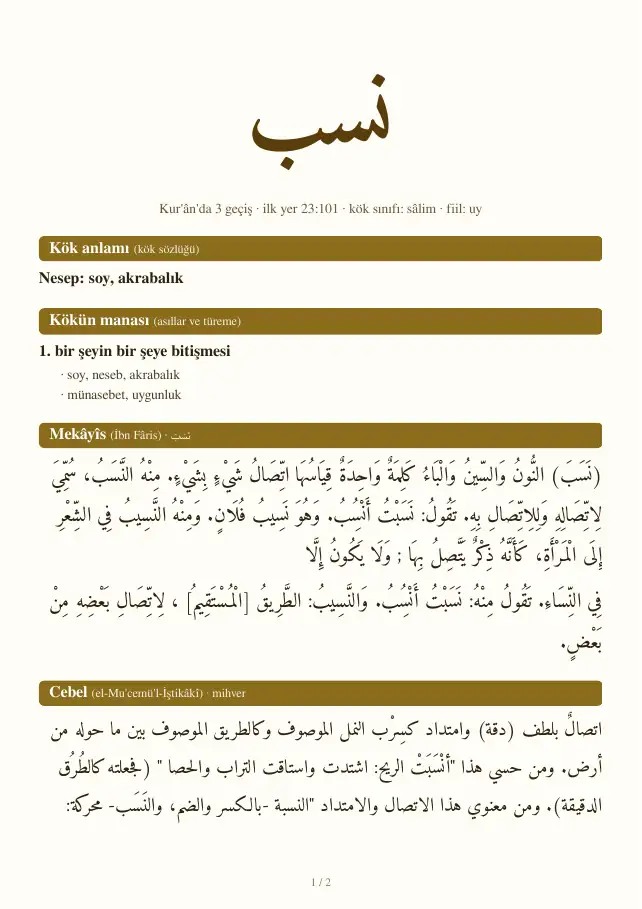 نسب
Kur'ân'da 3 geçiş · ilk yer 23:101 · kök sınıfı: sâlim · fiil: uy
Kök anlamı (kök sözlüğü)
Nesep: soy, akrabalık
Kökün manası (asıllar ve türeme)
1. bir şeyin bir şeye bitişmesi
· soy, neseb, akrabalık
· münasebet, uygunluk
Mekâyîs (İbn Fâris) · نَسَبَ
(نَسَبَ) النُّونُ وَالسِّينُ وَالْبَاءُ كَلِمَةٌ وَاحِدَةٌ قِيَاسُهَا اتِّصَالُ شَيْءٍ بِشَيْءٍ. مِنْهُ النَّسَبُ، سُمِّيَ
لِاتِّصَالِهِ وَلِلِاتِّصَالِ بِهِ. تَقُولُ: نَسَبْتُ أَنْسُبُ. وَهُوَ نَسِيبُ فُلَانٍ. وَمِنْهُ النَّسِيبُ فِي الشِّعْرِ
إِلَى الْمَرْأَةِ، كَأَنَّهُ ذِكْرٌ يَتَّصِلُ بِهَا ; وَلَا يَكُونُ إِلَّا
فِي النِّسَاءِ. تَقُولُ مِنْهُ: نَسَبْتُ أَنْسُبُ. وَالنَّسِيبُ: الطَّرِيقُ [الْمُسْتَقِيمُ] ، لِاتِّصَالِ بَعْضِهِ مِنْ
بَعْضٍ.
Cebel (el-Mu'cemü'l-İştikâkî) · mihver
اتصالٌ بلطف (دقة) وامتداد كسِرْب النمل الموصوف وكالطريق الموصوف بين ما حوله من
أرض. ومن حسي هذا "أنْسَبَتْ الريح: اشتدت واستاقت التراب والحصا " (فجعلته كالطُرُق
الدقيقة). ومن معنوي هذا الاتصال والامتداد "النسبة -بالكسر والضم، والنَسَب- محركة:
1 / 2